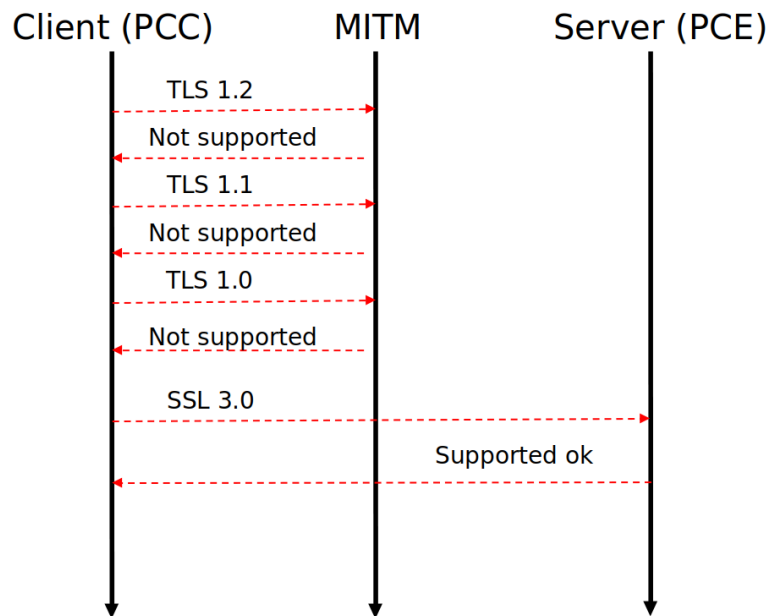 Client (PCC) MITM Server (PCE)
TLS 1.2
Not supported
TLS 1.1
Not supported
TLS 1.0
Not supported
SSL 3.0
Supported ok